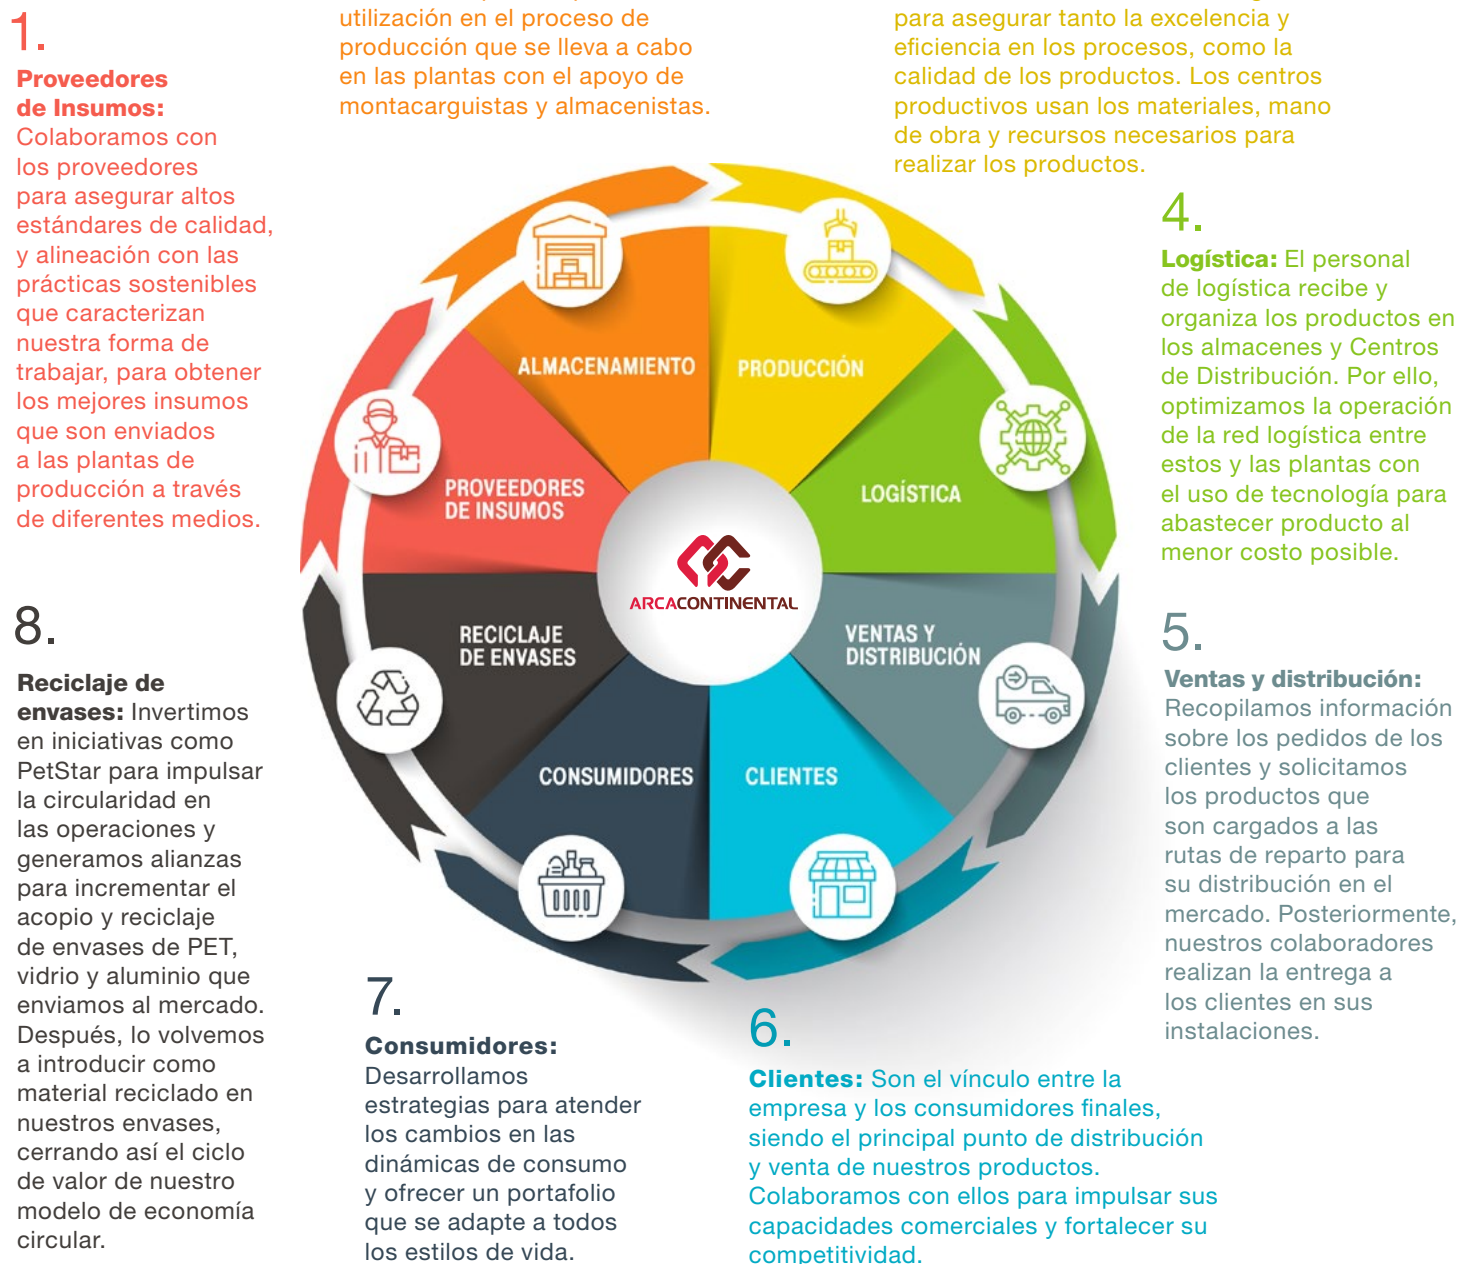 1.
Proveedores
de Insumos:
Colaboramos con
los proveedores
para asegurar altos
estándares de calidad,
y alineación con las
prácticas sostenibles
que caracterizan
nuestra forma de
trabajar, para obtener
los mejores insumos
que son enviados
a las plantas de
producción a través
de diferentes medios.
utilización en el proceso de
producción que se lleva a cabo
en las plantas con el apoyo de
montacarguistas y almacenistas.
para asegurar tanto la excelencia y
eficiencia en los procesos, como la
calidad de los productos. Los centros
productivos usan los materiales, mano
de obra y recursos necesarios para
realizar los productos.
4.
Logística: El personal
de logística recibe y
organiza los productos en
los almacenes y Centros
de Distribución. Por ello,
optimizamos la operación
de la red logística entre
estos y las plantas con
el uso de tecnología para
abastecer producto al
menor costo posible.
ALMACENAMIENTO
PRODUCCIÓN
PROVEEDORES
DE INSUMOS
LOGÍSTICA
ARCACONTINENTAL
RECICLAJE
DE ENVASES
VENTAS Y
DISTRIBUCIÓN
CONSUMIDORES
CLIENTES
5.
Ventas y distribución:
Recopilamos información
sobre los pedidos de los
clientes y solicitamos
los productos que
son cargados a las
rutas de reparto para
su distribución en el
mercado. Posteriormente,
nuestros colaboradores
realizan la entrega a
los clientes en sus
instalaciones.
6.
Clientes: Son el vínculo entre la
empresa y los consumidores finales,
siendo el principal punto de distribución
y venta de nuestros productos.
Colaboramos con ellos para impulsar sus
capacidades comerciales y fortalecer su
competitividad.
7.
Consumidores:
Desarrollamos
estrategias para atender
los cambios en las
dinámicas de consumo
y ofrecer un portafolio
que se adapte a todos
los estilos de vida.
8.
Reciclaje de
envases: Invertimos
en iniciativas como
PetStar para impulsar
la circularidad en
las operaciones y
generamos alianzas
para incrementar el
acopio y reciclaje
de envases de PET,
vidrio y aluminio que
enviamos al mercado.
Después, lo volvemos
a introducir como
material reciclado en
nuestros envases,
cerrando así el ciclo
de valor de nuestro
modelo de economía
circular.